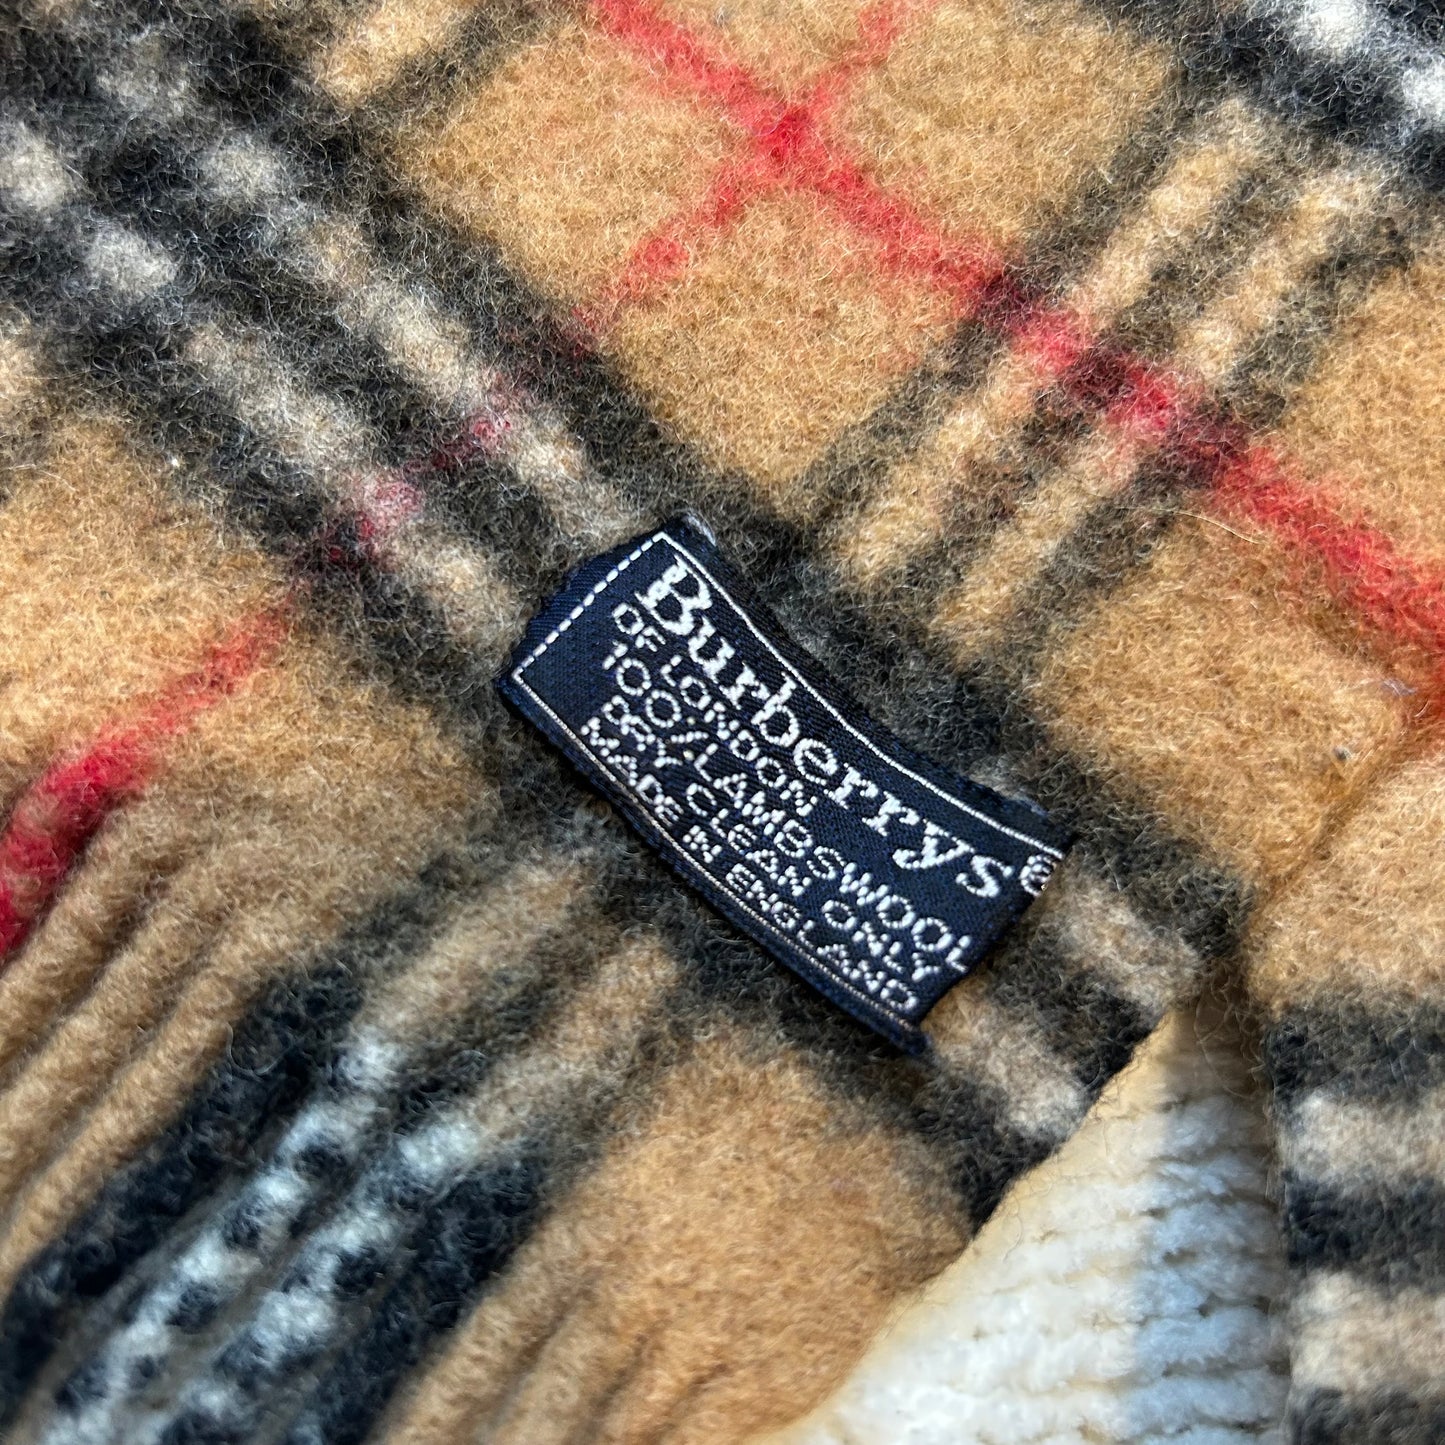 Burberrys®
OF LONDON
100% LAMBSWOOL
DRY CLEAN ONLY
MADE IN ENGLAND